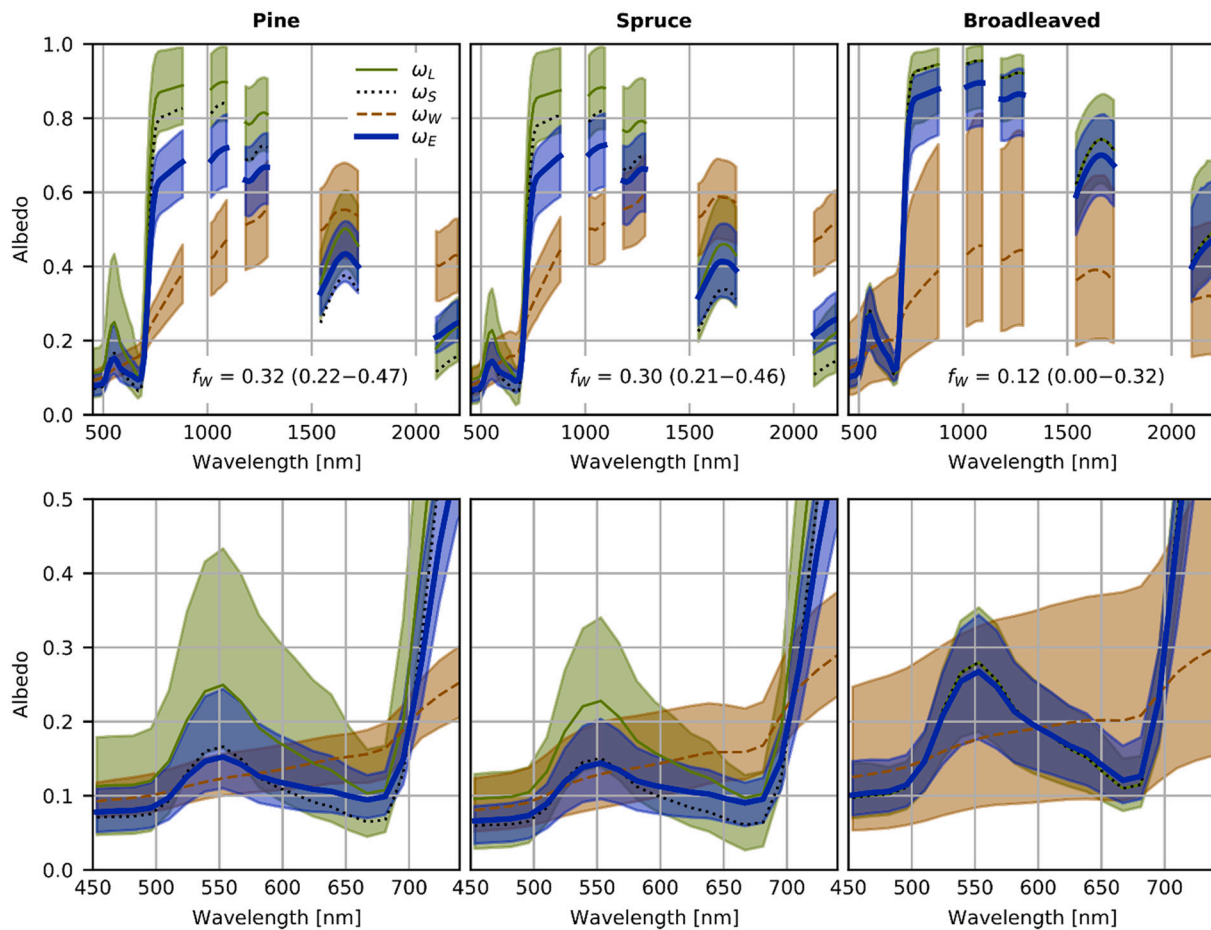 Pine Spruce Broadleaved
1.0
0.8
0.6
0.4
0.2
0.0
Albedo
ω_L
ω_S
ω_W
ω_E
f_W = 0.32 (0.22−0.47)
f_W = 0.30 (0.21−0.46)
f_W = 0.12 (0.00−0.32)
500 1000 1500 2000 500 1000 1500 2000 500 1000 1500 2000
Wavelength [nm] Wavelength [nm] Wavelength [nm]
0.5
0.4
0.3
0.2
0.1
0.0
Albedo
450 500 550 600 650 700 450 500 550 600 650 700 450 500 550 600 650 700
Wavelength [nm] Wavelength [nm] Wavelength [nm]